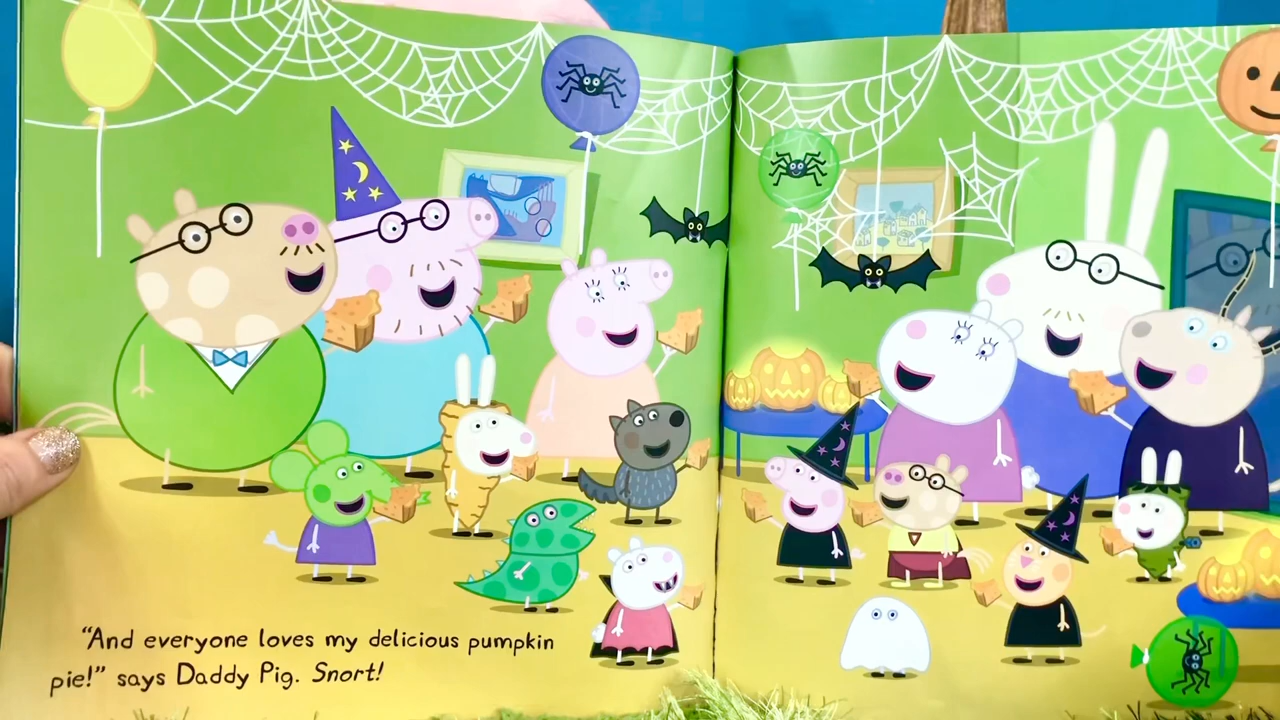 “And everyone loves my delicious pumpkin
pie!” says Daddy Pig. Snort!